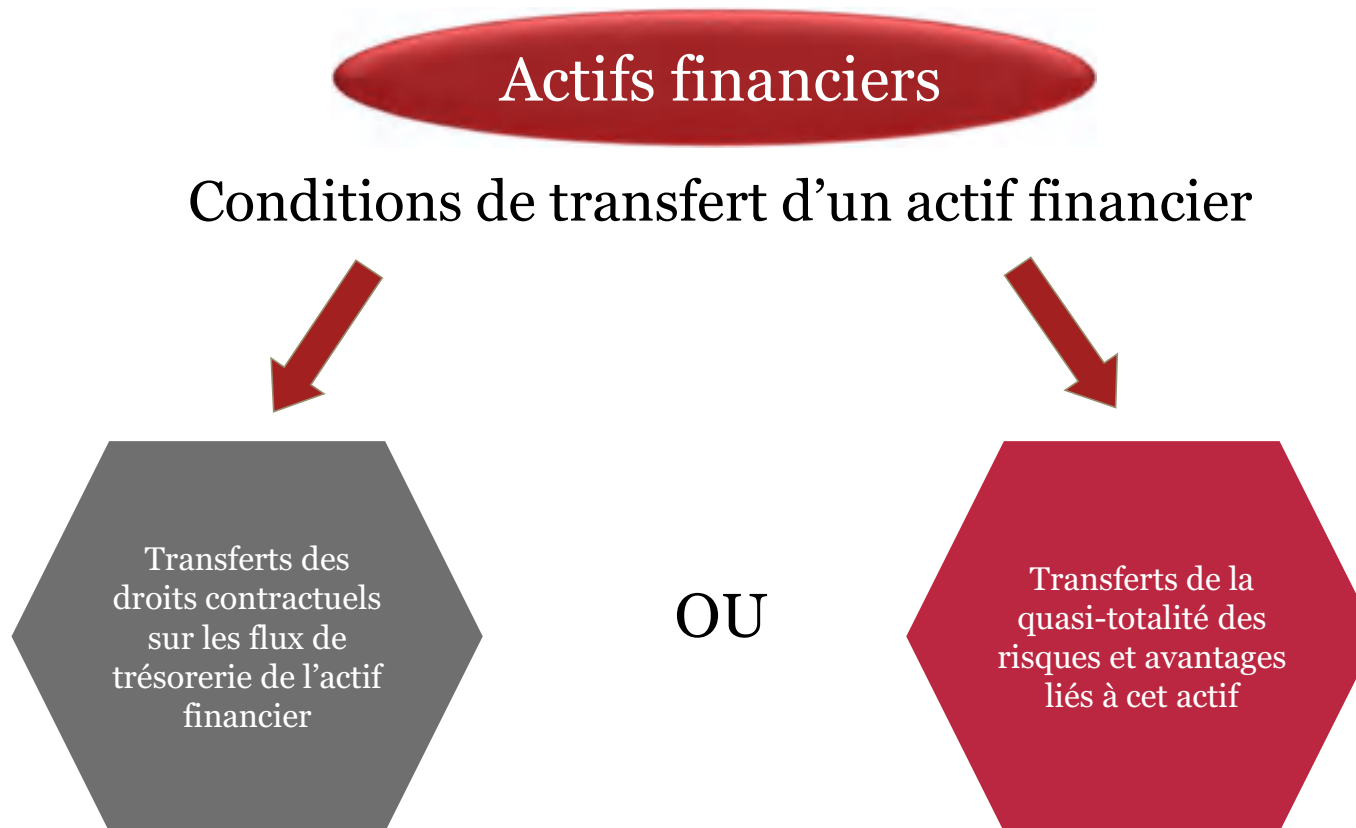 Actifs financiers
Conditions de transfert d’un actif financier
Transferts des
droits contractuels
sur les flux de
trésorerie de l’actif
financier
OU
Transferts de la
quasi-totalité des
risques et avantages
liés à cet actif